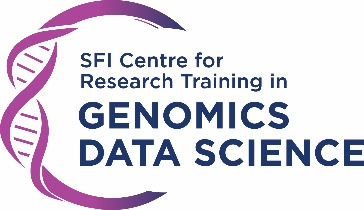 SFI Centre for
Research Training in
GENOMICS
DATA SCIENCE